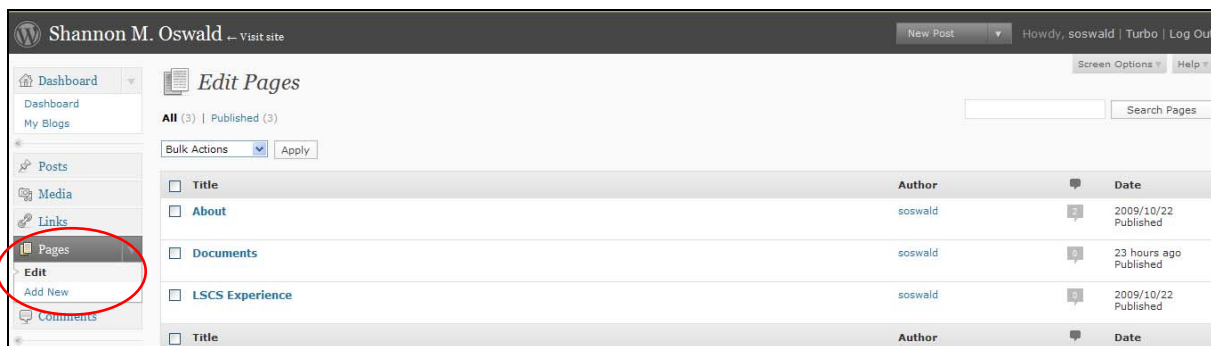 Shannon M. Oswald ← Visit site
New Post
Howdy, soswald | Turbo | Log Out
Screen Options
Help
Dashboard
Dashboard
My Blogs
Posts
Media
Links
Pages
Edit
Add New
Comments
Edit Pages
All (3) | Published (3)
Search Pages
Bulk Actions
Apply
Title Author Date
About soswald 2 2009/10/22
Published
Documents soswald 0 23 hours ago
Published
LSCS Experience soswald 0 2009/10/22
Published
Title Author Date